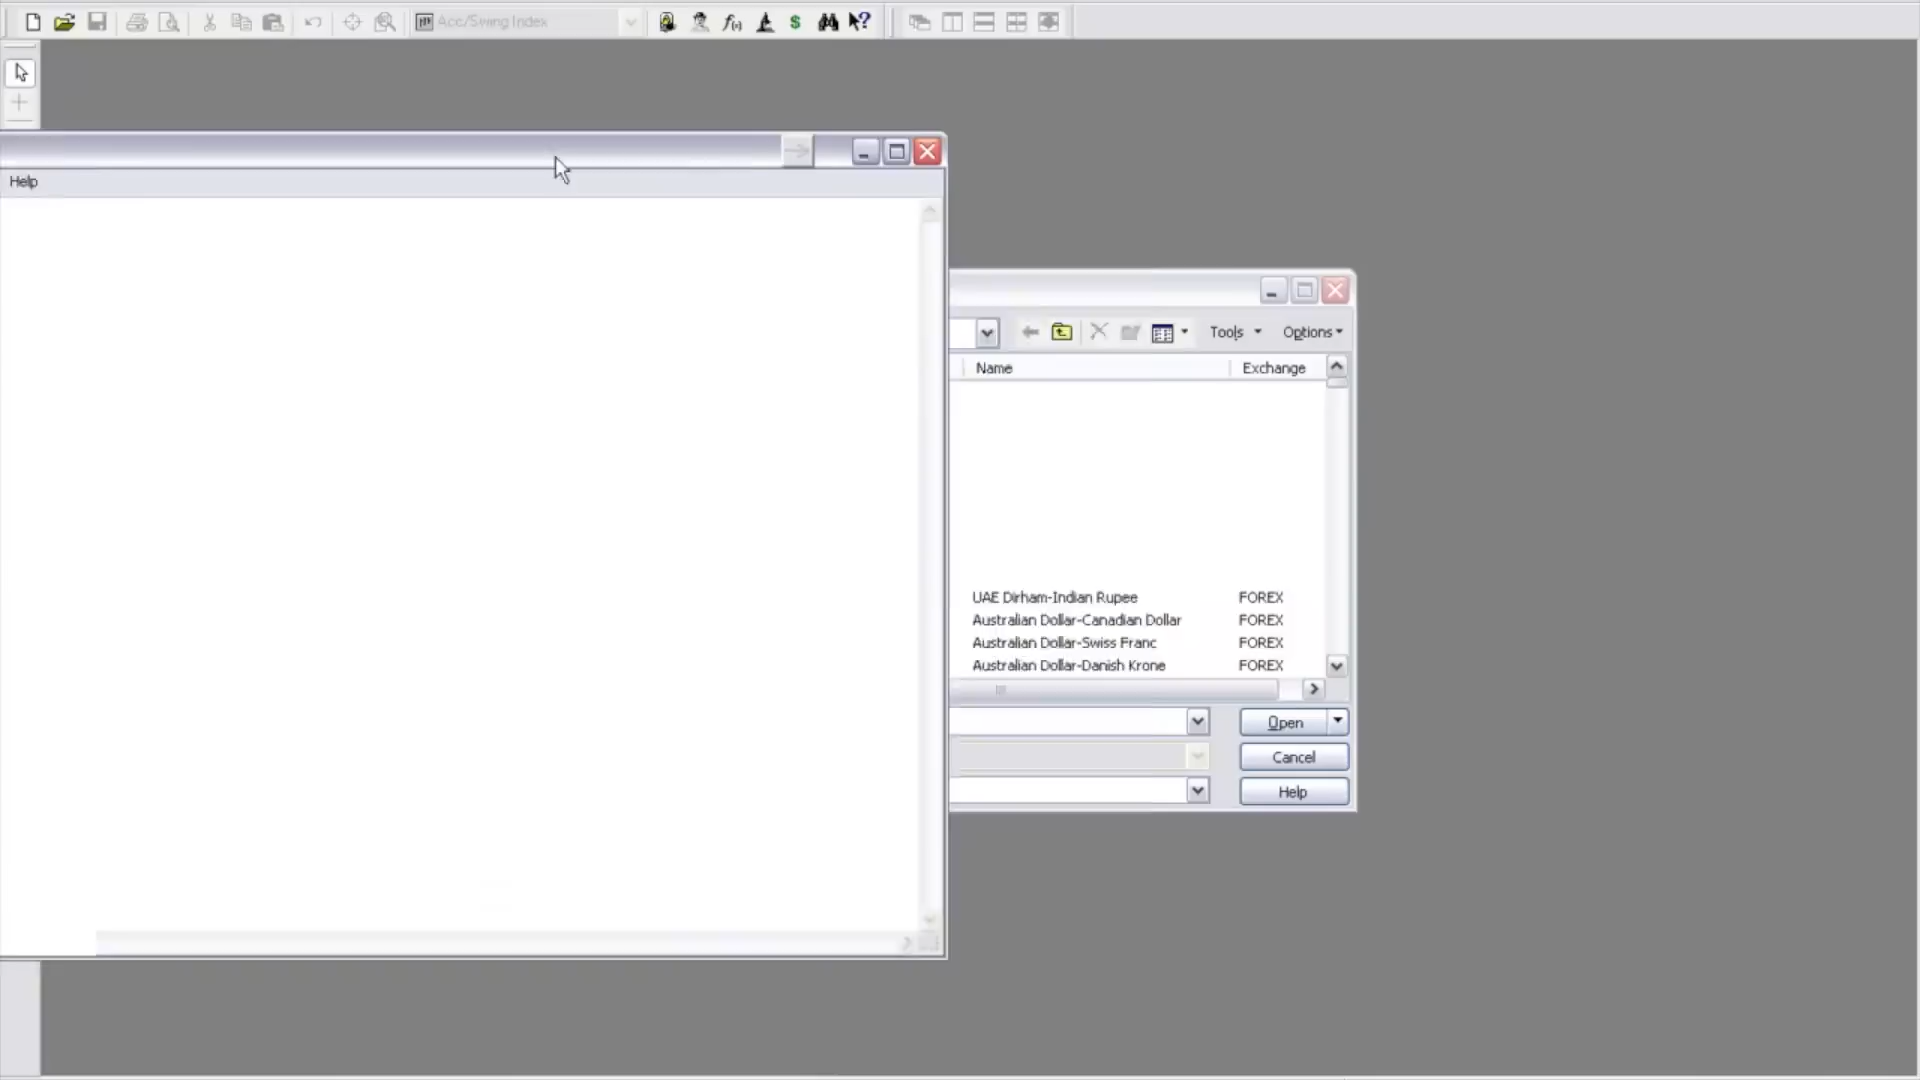 Acc/Swing Index
Help
Tools
Options
Name Exchange
UAE Dirham-Indian Rupee FOREX
Australian Dollar-Canadian Dollar FOREX
Australian Dollar-Swiss Franc FOREX
Australian Dollar-Danish Krone FOREX
Open
Cancel
Help